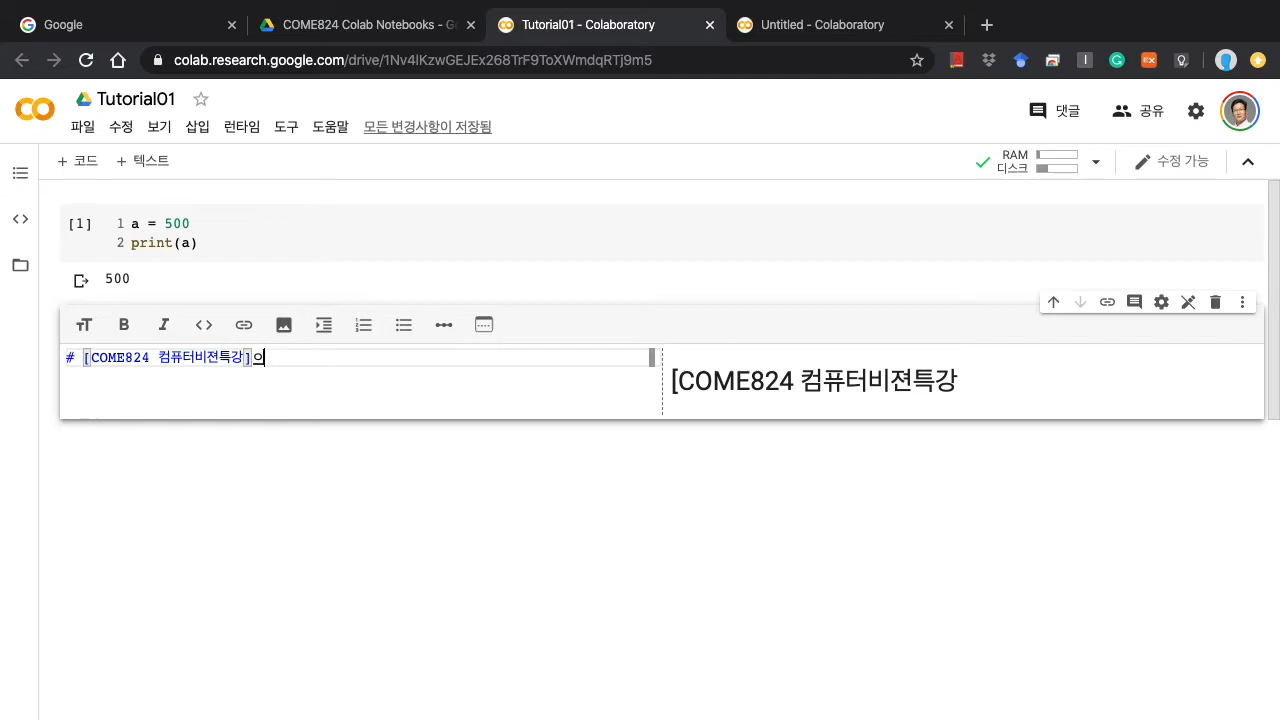 Google
COME824 Colab Notebooks - Go
Tutorial01 - Colaboratory
Untitled - Colaboratory
colab.research.google.com/drive/1Nv4lKzwGEJEx268TrF9ToXWmdqRTj9m5
Tutorial01
댓글
공유
파일 수정 보기 삽입 런타임 도구 도움말 모든 변경사항이 저장됨
+ 코드 + 텍스트
RAM
디스크
수정 가능
[1] 1 a = 500
2 print(a)
500
# [COME824 컴퓨터비젼특강]으
[COME824 컴퓨터비젼특강